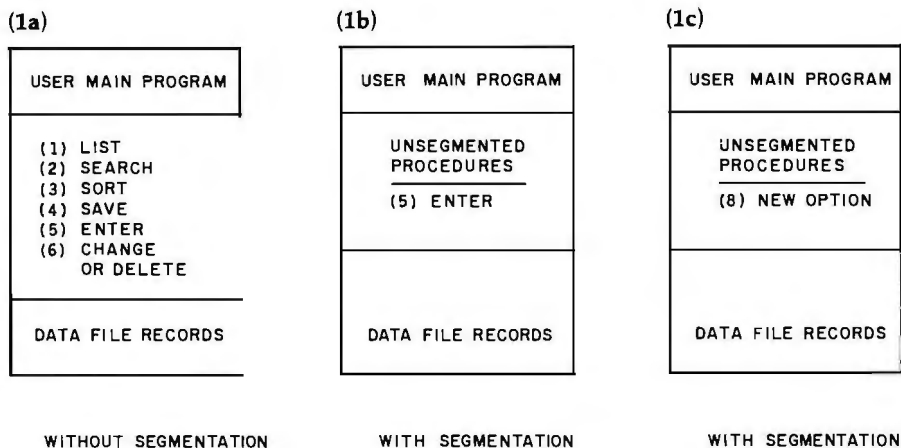 (1a)
USER MAIN PROGRAM
(1) LIST
(2) SEARCH
(3) SORT
(4) SAVE
(5) ENTER
(6) CHANGE
OR DELETE
DATA FILE RECORDS
WITHOUT SEGMENTATION
(1b)
USER MAIN PROGRAM
UNSEGMENTED
PROCEDURES
(5) ENTER
DATA FILE RECORDS
WITH SEGMENTATION
(1c)
USER MAIN PROGRAM
UNSEGMENTED
PROCEDURES
(8) NEW OPTION
DATA FILE RECORDS
WITH SEGMENTATION